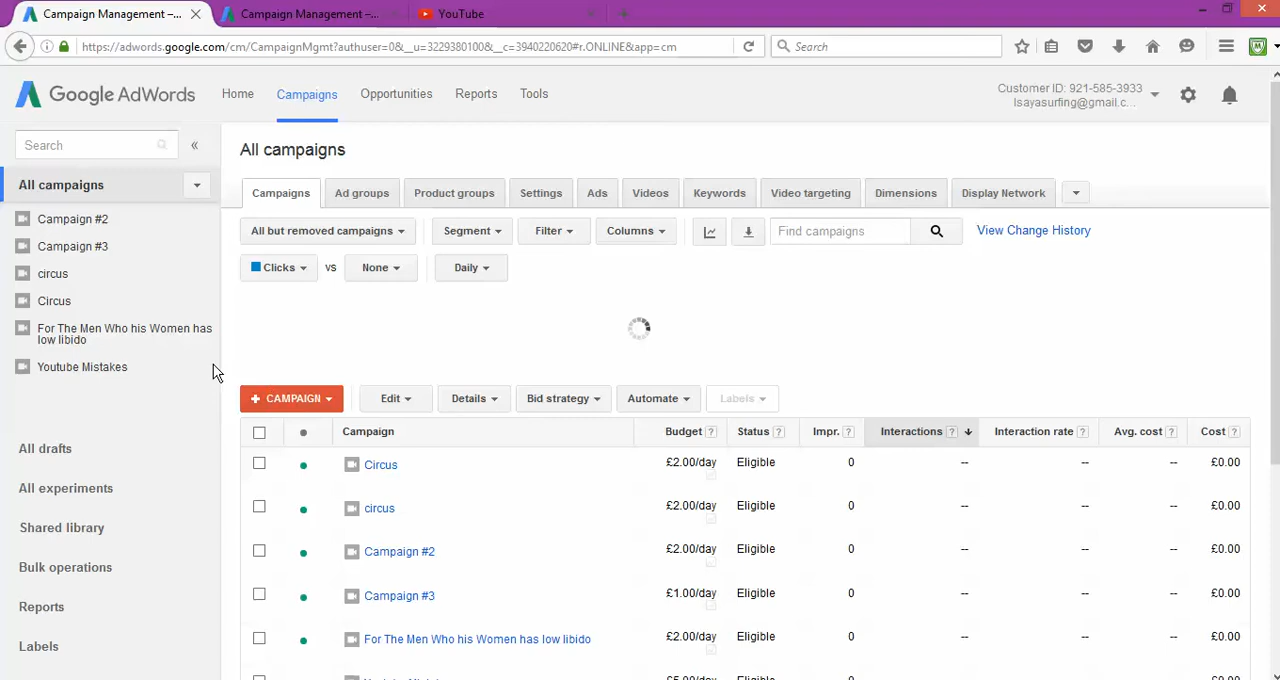 Campaign Management –...
Campaign Management –...
YouTube
https://adwords.google.com/cm/CampaignMgmt?authuser=0&__u=3229380100&__c=3940223620#r.ONLINE&app=cm
Search
Google AdWords
Home
Campaigns
Opportunities
Reports
Tools
Customer ID: 921-585-3933
lsayasurfing@gmail.c...
Search
«
All campaigns
Campaign #2
Campaign #3
circus
Circus
For The Men Who his Women has
low libido
Youtube Mistakes
All drafts
All experiments
Shared library
Bulk operations
Reports
Labels
All campaigns
Campaigns
Ad groups
Product groups
Settings
Ads
Videos
Keywords
Video targeting
Dimensions
Display Network
All but removed campaigns
Segment
Filter
Columns
Find campaigns
View Change History
Clicks
vs
None
Daily
+ CAMPAIGN
Edit
Details
Bid strategy
Automate
Labels
Campaign
Budget ?
Status ?
Impr. ?
Interactions ?
Interaction rate ?
Avg. cost ?
Cost ?
Circus £2.00/day Eligible 0 -- -- -- £0.00
circus £2.00/day Eligible 0 -- -- -- £0.00
Campaign #2 £2.00/day Eligible 0 -- -- -- £0.00
Campaign #3 £1.00/day Eligible 0 -- -- -- £0.00
For The Men Who his Women has low libido £2.00/day Eligible 0 -- -- -- £0.00